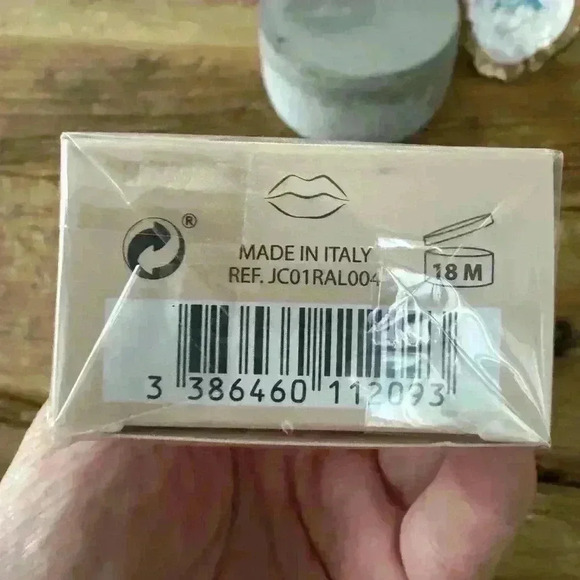 ®
MADE IN ITALY
REF. JC01RAL004
18 M
3 386460 112093